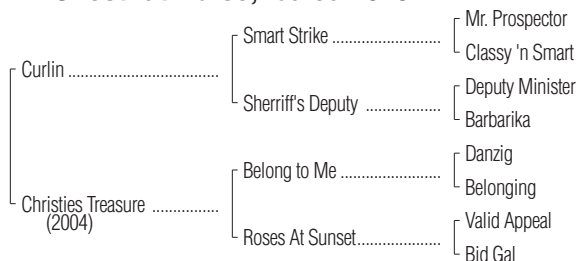 Mr. Prospector
Smart Strike ....................
Classy 'n Smart
Curlin ......................................
Deputy Minister
Sherriff's Deputy ...................
Barbarika
Danzig
Belong to Me ....................
Belonging
Christies Treasure .................
(2004)
Valid Appeal
Roses At Sunset....................
Bid Gal